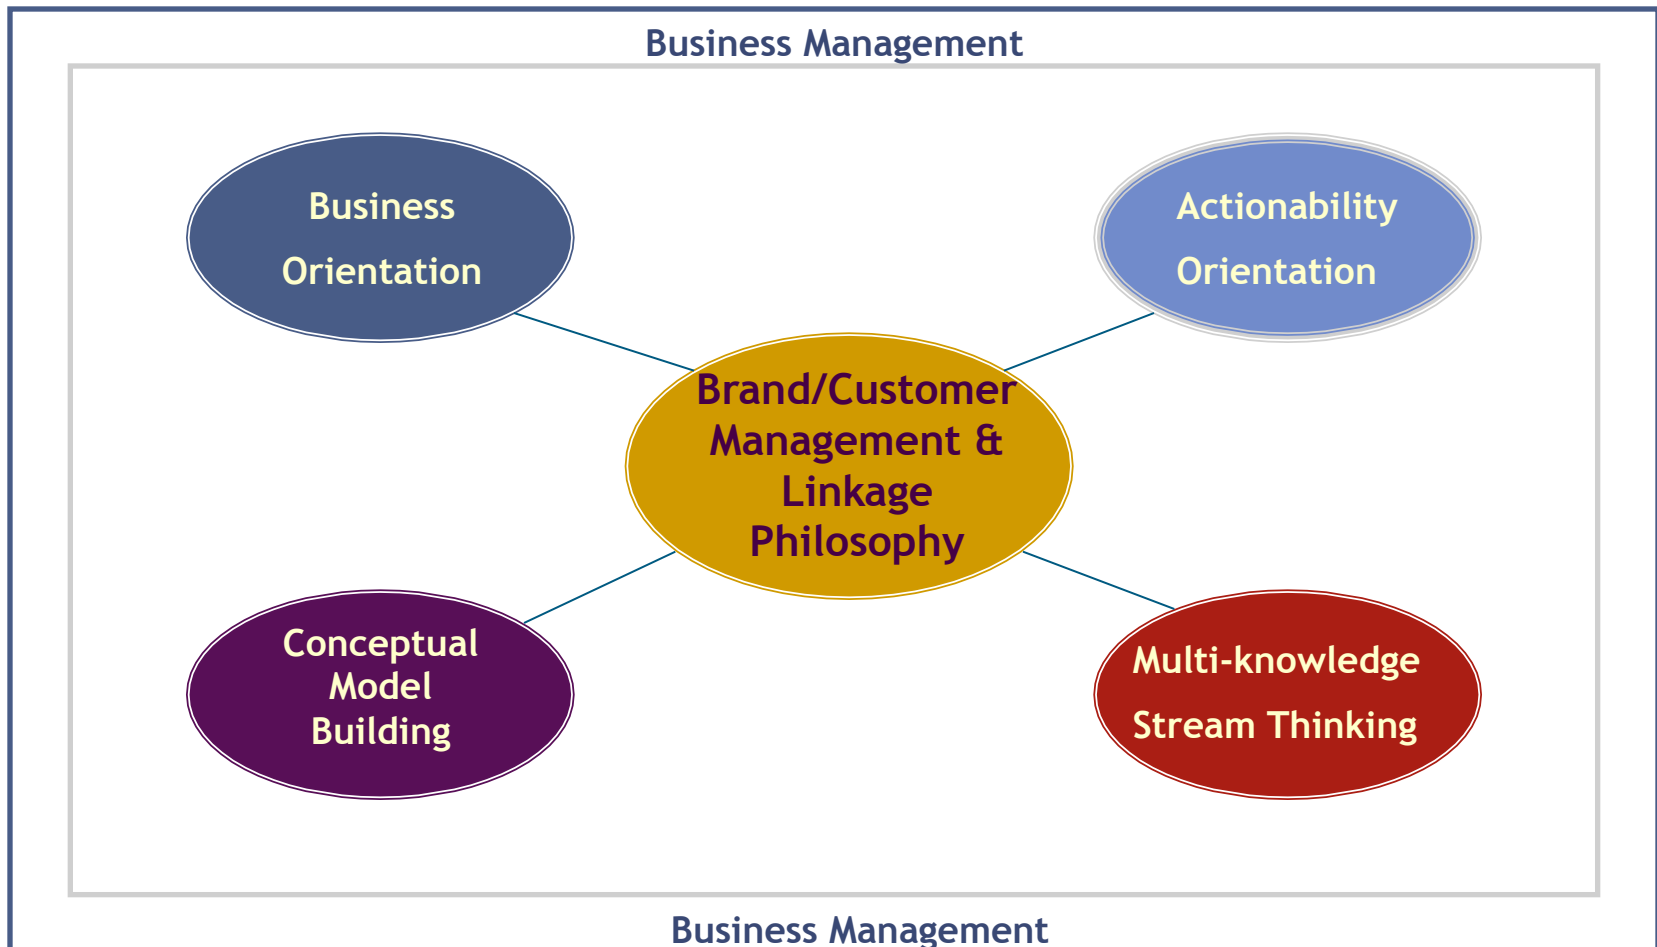 Business Management
Business
Orientation
Actionability
Orientation
Brand/Customer
Management &
Linkage
Philosophy
Conceptual
Model
Building
Multi-knowledge
Stream Thinking
Business Management